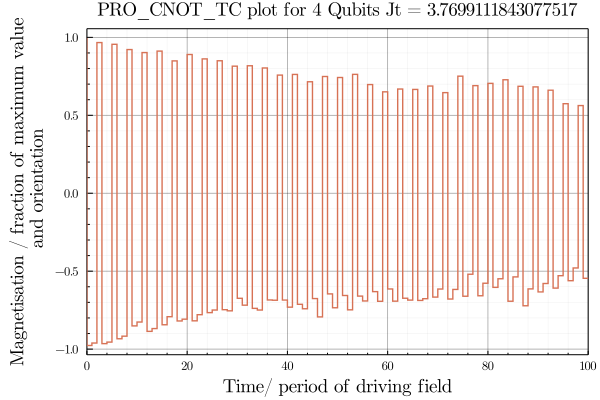 PRO_CNOT_TC plot for 4 Qubits Jt = 3.7699111843077517
Magnetisation / fraction of maximum value
and orientation
1.0
0.5
0.0
−0.5
−1.0
0 20 40 60 80 100
Time/ period of driving field